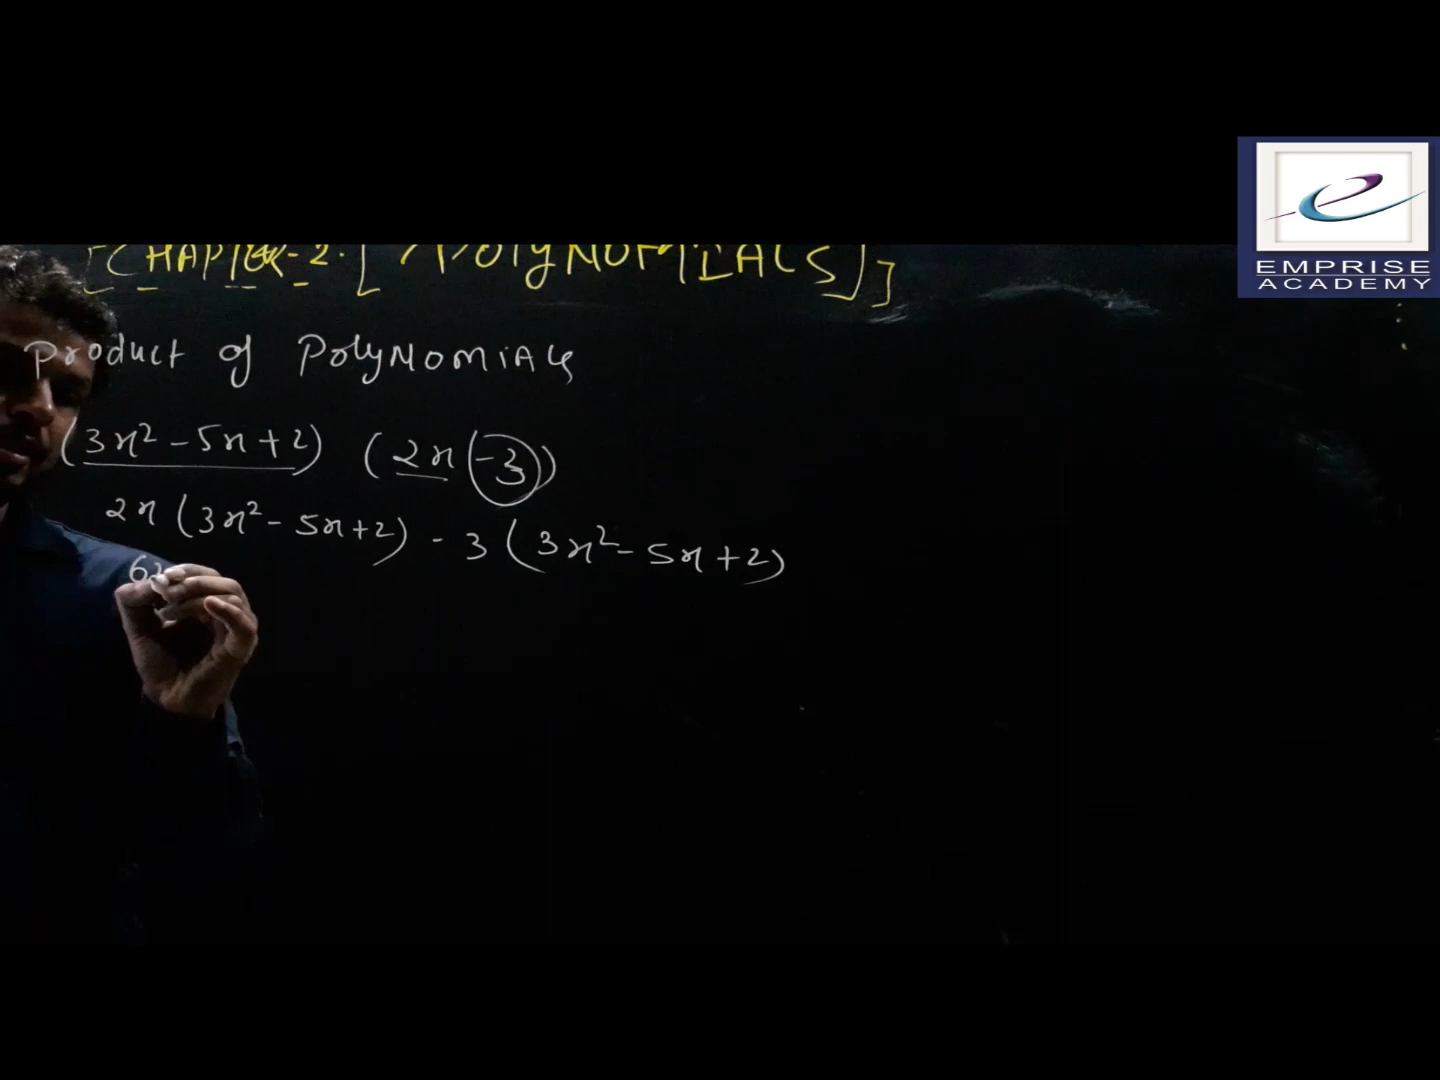 [CHAPTER-2. [POLYNOMIALS]]
EMPRISE
ACADEMY
Product of PolyNOMiAls
(3x² - 5x + 2) (2x - 3)
2x (3x² - 5x + 2) - 3 (3x² - 5x + 2)